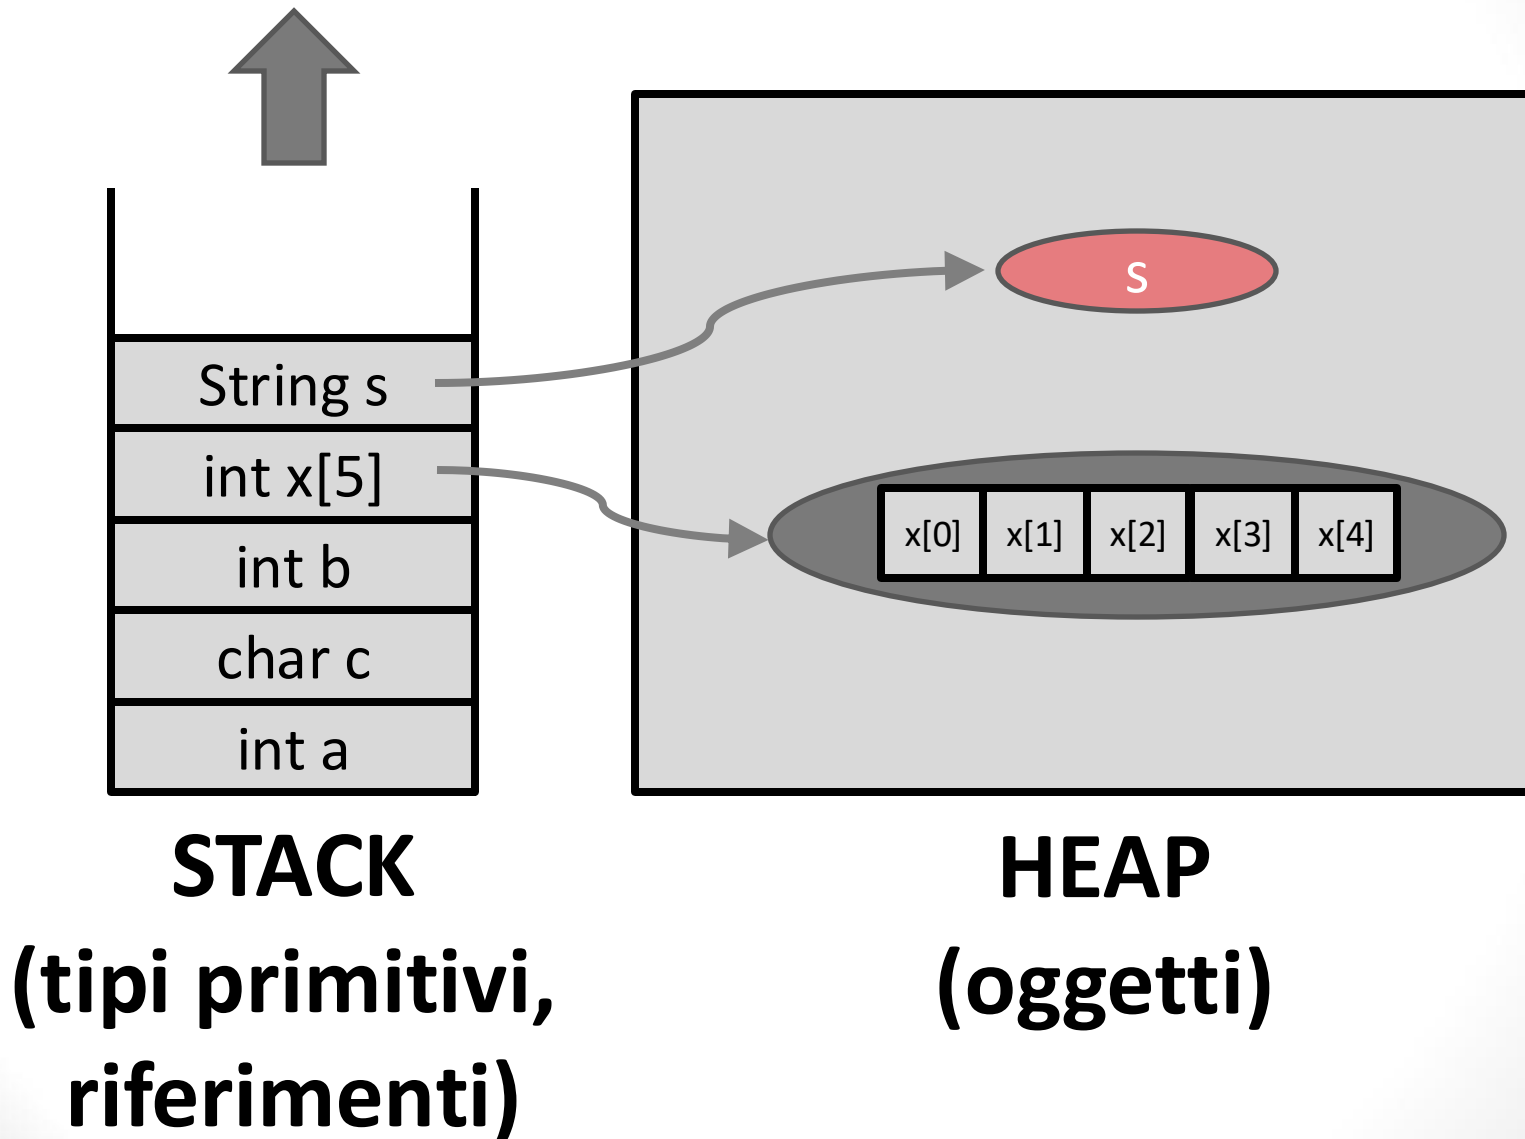 String s
int x[5]
int b
char c
int a
STACK
(tipi primitivi,
riferimenti)
s
x[0] x[1] x[2] x[3] x[4]
HEAP
(oggetti)